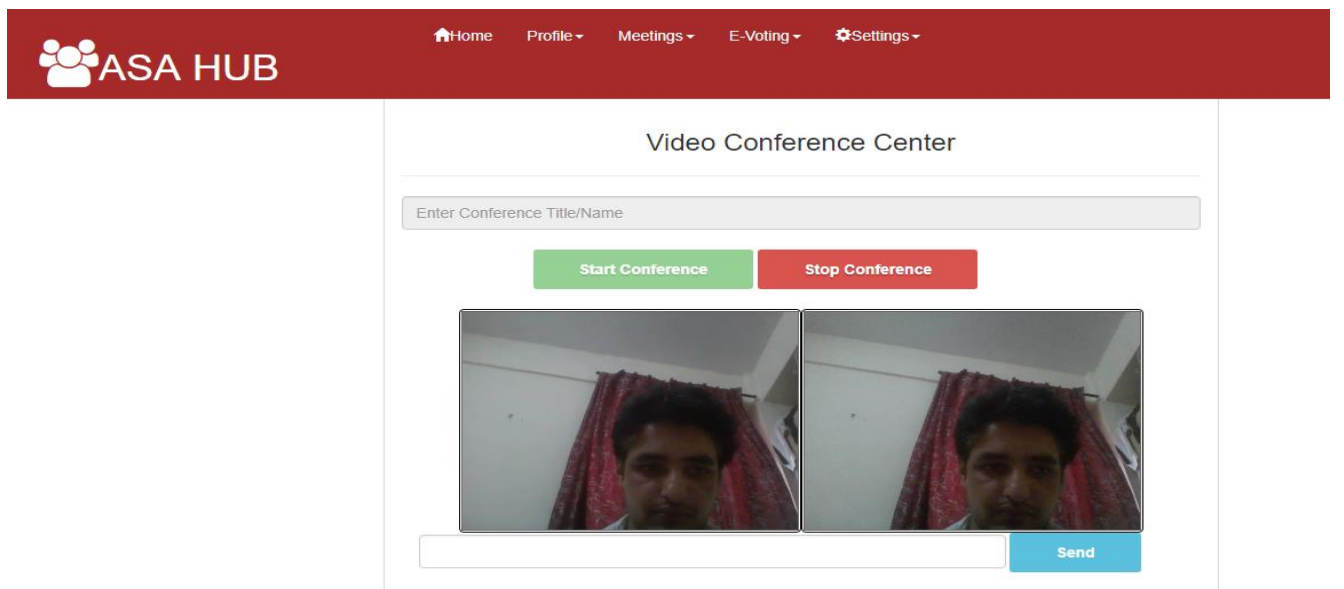 ASA HUB
Home Profile Meetings E-Voting Settings
Video Conference Center
Enter Conference Title/Name
Start Conference Stop Conference
Send